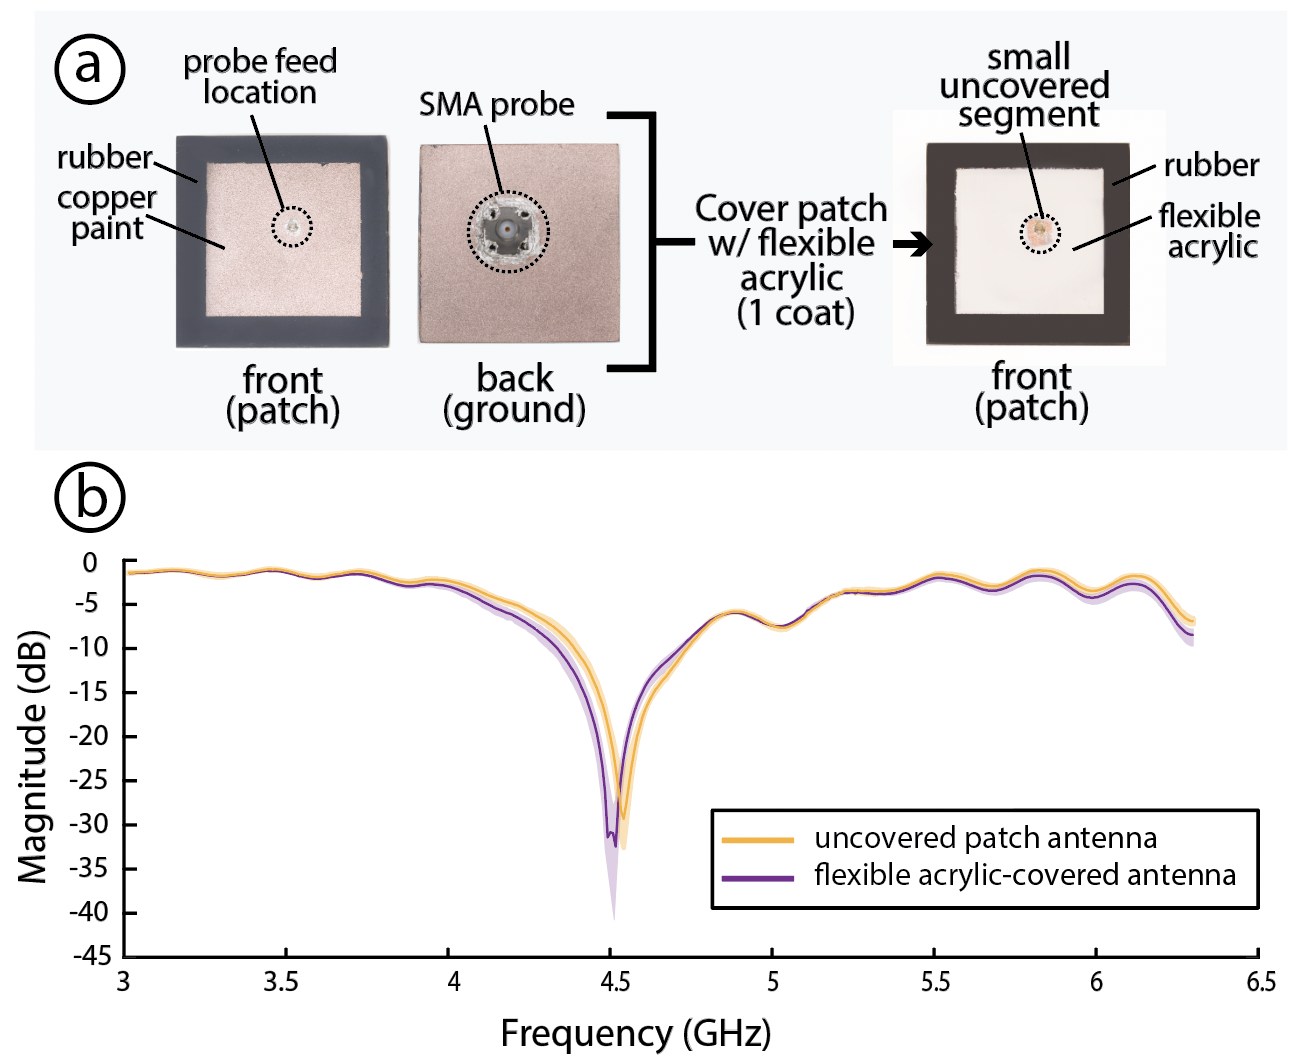 a
probe feed
location
SMA probe
rubber
copper
paint
front
(patch)
back
(ground)
Cover patch
w/ flexible
acrylic
(1 coat)
small
uncovered
segment
rubber
flexible
acrylic
front
(patch)
b
Magnitude (dB)
0
-5
-10
-15
-20
-25
-30
-35
-40
-45
3
3.5
4
4.5
5
5.5
6
6.5
Frequency (GHz)
uncovered patch antenna
flexible acrylic-covered antenna